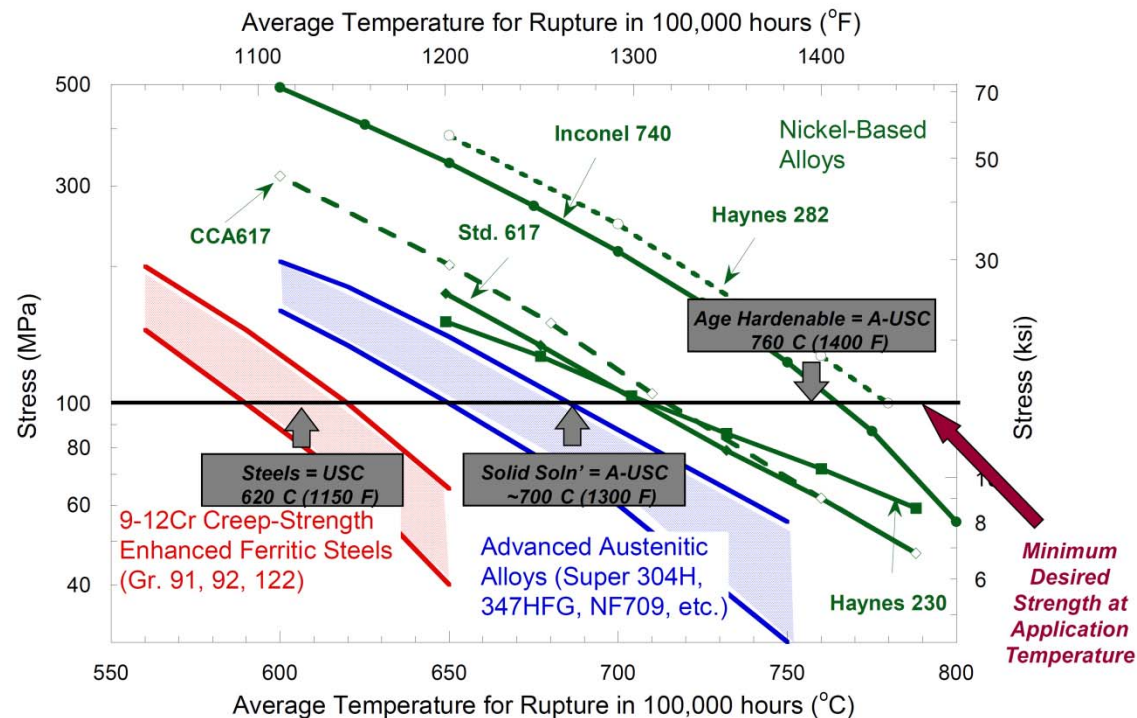 Average Temperature for Rupture in 100,000 hours (°F)
1100 1200 1300 1400
500
300
100
80
60
40
Stress (MPa)
70
50
30
8
6
Stress (ksi)
Inconel 740
Nickel-Based
Alloys
Haynes 282
CCA617
Std. 617
Age Hardenable = A-USC
760 C (1400 F)
Steels = USC
620 C (1150 F)
Solid Soln' = A-USC
~700 C (1300 F)
9-12Cr Creep-Strength
Enhanced Ferritic Steels
(Gr. 91, 92, 122)
Advanced Austenitic
Alloys (Super 304H,
347HFG, NF709, etc.)
Haynes 230
Minimum
Desired
Strength at
Application
Temperature
550 600 650 700 750 800
Average Temperature for Rupture in 100,000 hours (°C)